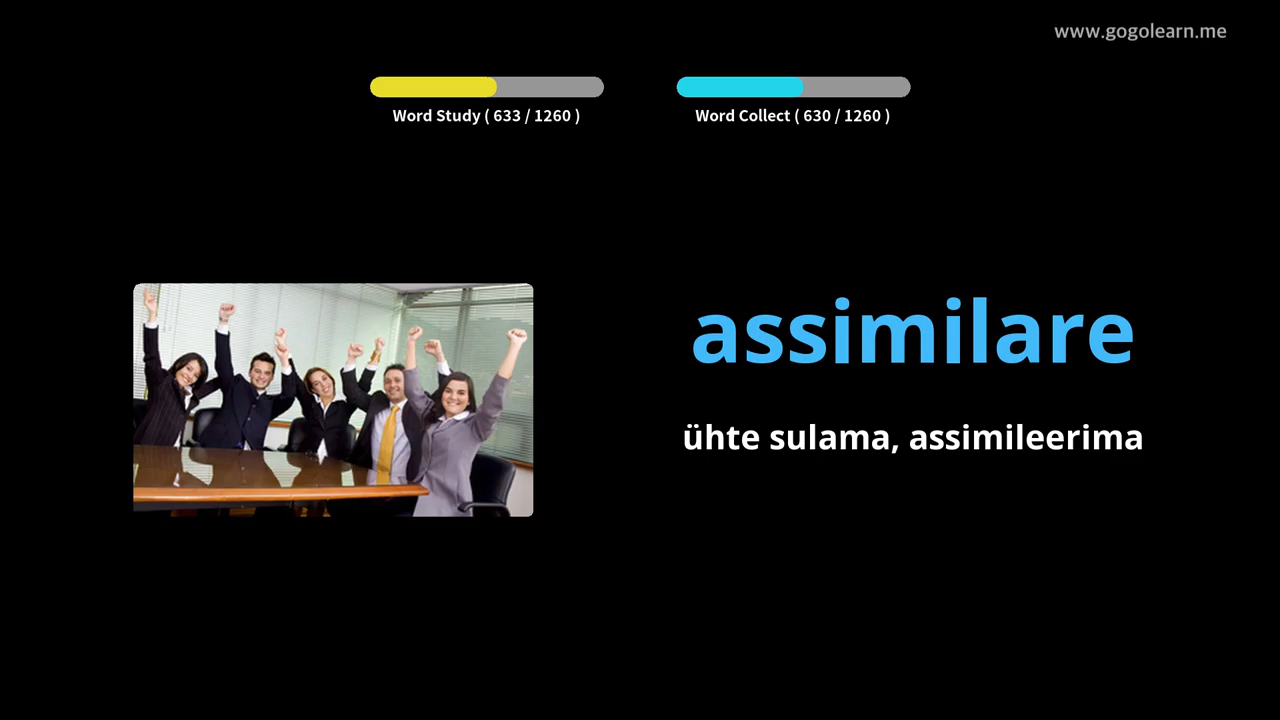 www.gogolearn.me
Word Study ( 633 / 1260 )
Word Collect ( 630 / 1260 )
assimilare
ühte sulama, assimileerima